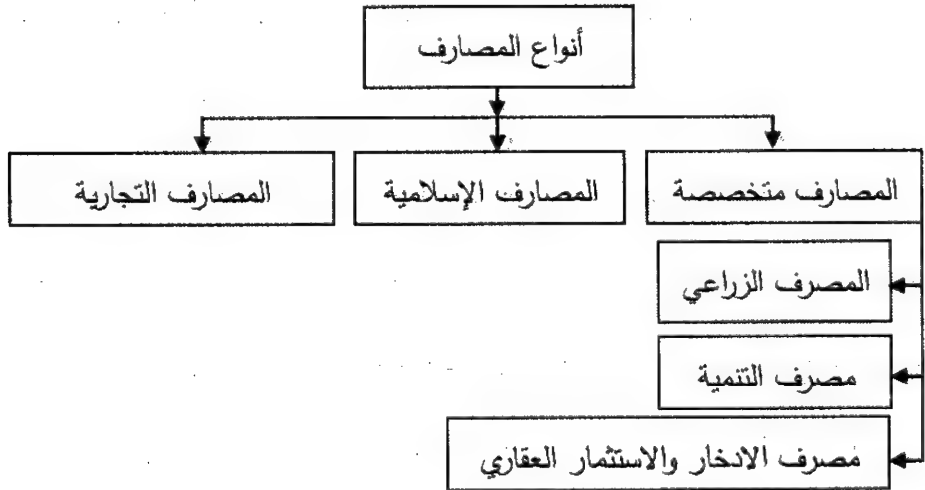 أنواع المصارف
المصارف متخصصة
المصارف الإسلامية
المصارف التجارية
المصرف الزراعي
مصرف التنمية
مصرف الادخار والاستثمار العقاري